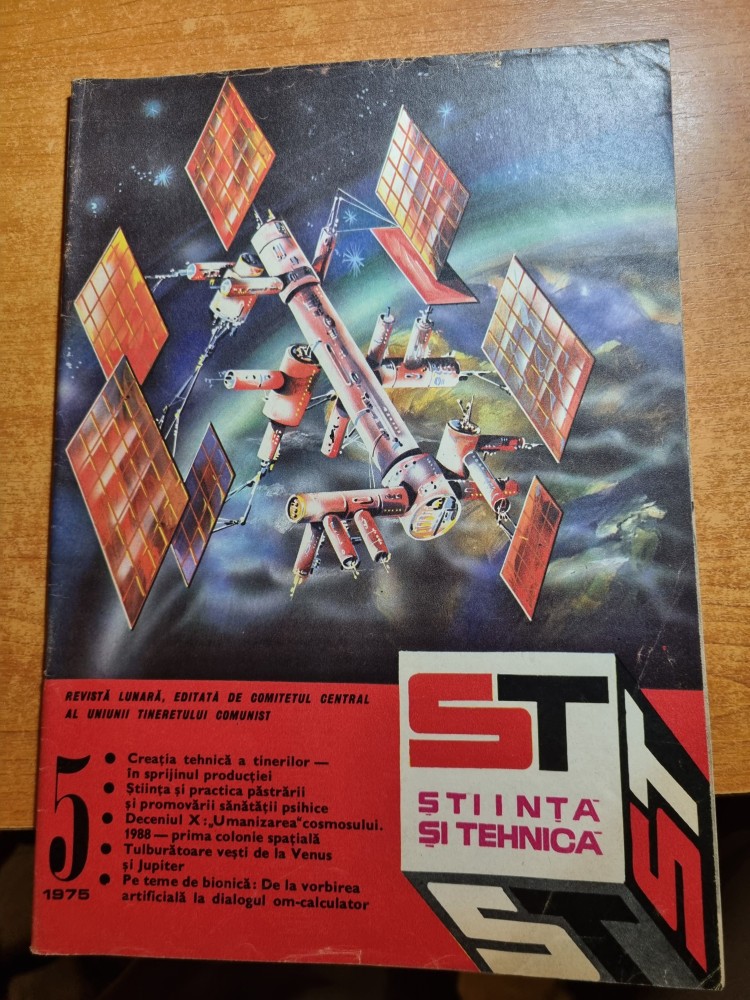 REVISTĂ LUNARĂ, EDITATĂ DE COMITETUL CENTRAL
AL UNIUNII TINERETULUI COMUNIST
5
1975
● Creația tehnică a tinerilor —
în sprijinul producției
● Știința și practica păstrării
și promovării sănătății psihice
● Deceniul X: „Umanizarea" cosmosului.
1988 — prima colonie spațială
● Tulburătoare vești de la Venus
și Jupiter
● Pe teme de bionică: De la vorbirea
artificială la dialogul om-calculator
ST
ȘTIINȚĂ
ȘI TEHNICĂ
ST
ST